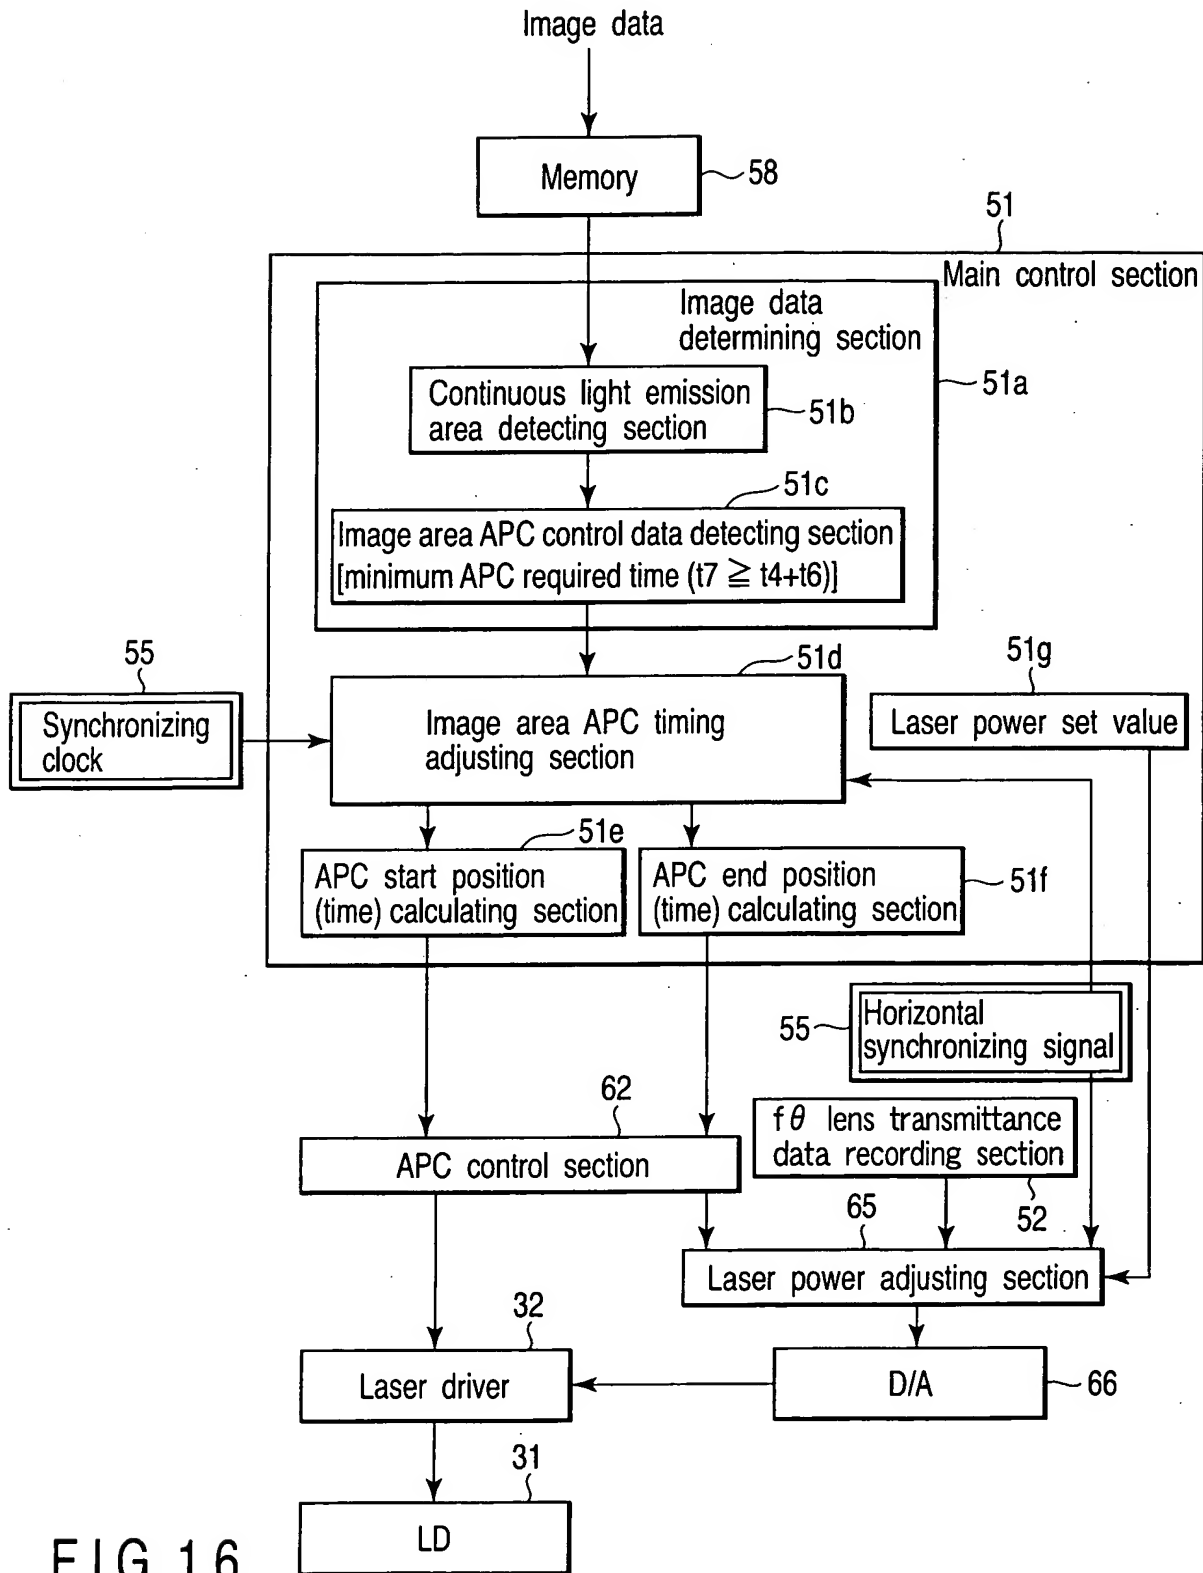 Image data
Memory
58
51
Main control section
Image data
determining section
51a
Continuous light emission
area detecting section
51b
51c
Image area APC control data detecting section
[minimum APC required time (t7 ≧ t4+t6)]
55
Synchronizing
clock
51d
Image area APC timing
adjusting section
51g
Laser power set value
51e
APC start position
(time) calculating section
APC end position
(time) calculating section
51f
55
Horizontal
synchronizing signal
62
APC control section
fθ lens transmittance
data recording section
52
65
Laser power adjusting section
32
Laser driver
D/A
66
31
LD
FIG.16